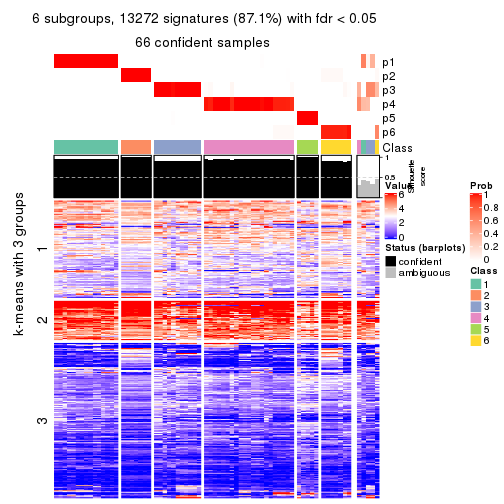 6 subgroups, 13272 signatures (87.1%) with fdr < 0.05
66 confident samples
p1
p2
p3
p4
p5
p6
Class
1
0.5
0
Silhouette
score
k-means with 3 groups
1
2
3
Value
6
4
2
0
Status (barplots)
confident
ambiguous
Prob
1
0.8
0.6
0.4
0.2
0
Class
1
2
3
4
5
6